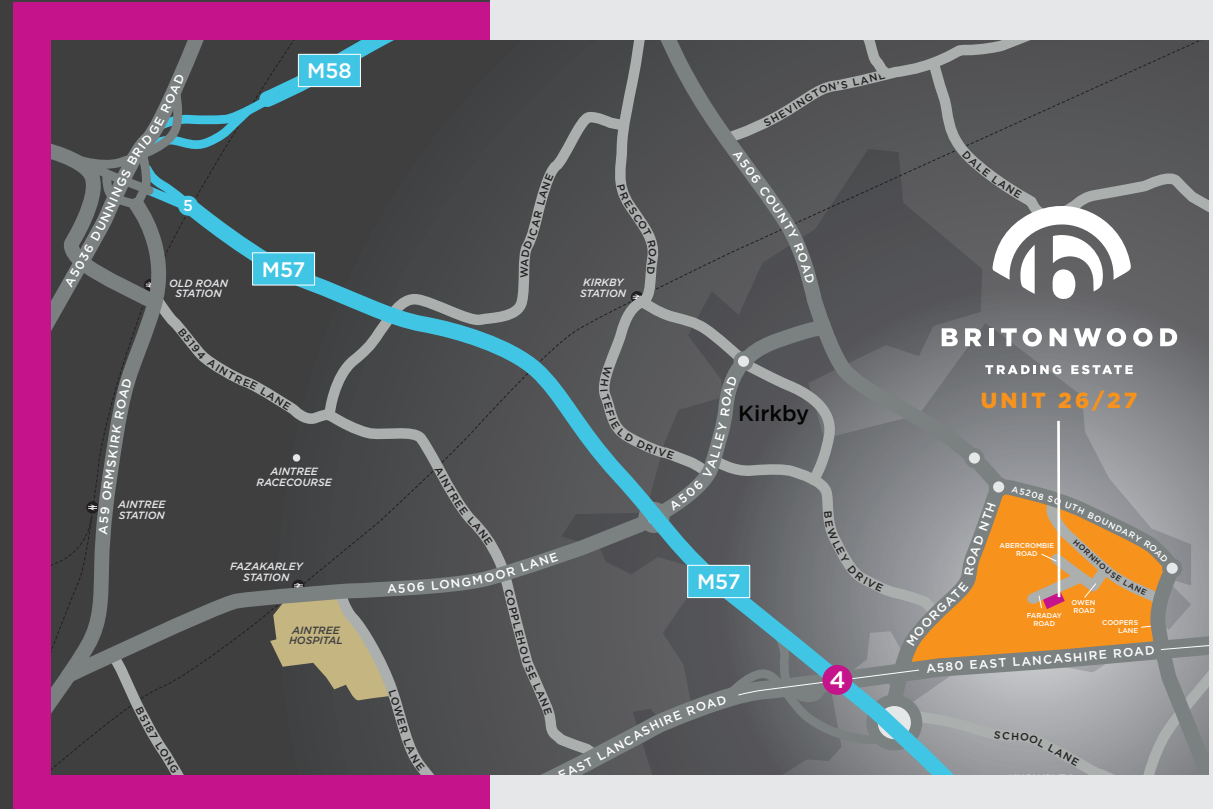 M58
SHEVINGTON'S LANE
A5036 DUNNINGS BRIDGE ROAD
A506 COUNTY ROAD
DALE LANE
WADDICAR LANE
PRESCOT ROAD
5
M57
OLD ROAN
STATION
KIRKBY
STATION
BRITONWOOD
TRADING ESTATE
UNIT 26/27
B5194 AINTREE LANE
WHITEFIELD DRIVE
A506 VALLEY ROAD
Kirkby
A59 ORMSKIRK ROAD
AINTREE
RACECOURSE
AINTREE
STATION
AINTREE LANE
A5208 SOUTH BOUNDARY ROAD
MOORGATE ROAD NTH
BEWLEY DRIVE
ABERCROMBIE
ROAD
HORNHOUSE LANE
FAZAKARLEY
STATION
A506 LONGMOOR LANE
M57
OWEN
ROAD
FARADAY
ROAD
COOPERS
LANE
AINTREE
HOSPITAL
COPPLEHOUSE LANE
A580 EAST LANCASHIRE ROAD
4
LOWER LANE
B5187 LONG
EAST LANCASHIRE ROAD
SCHOOL LANE